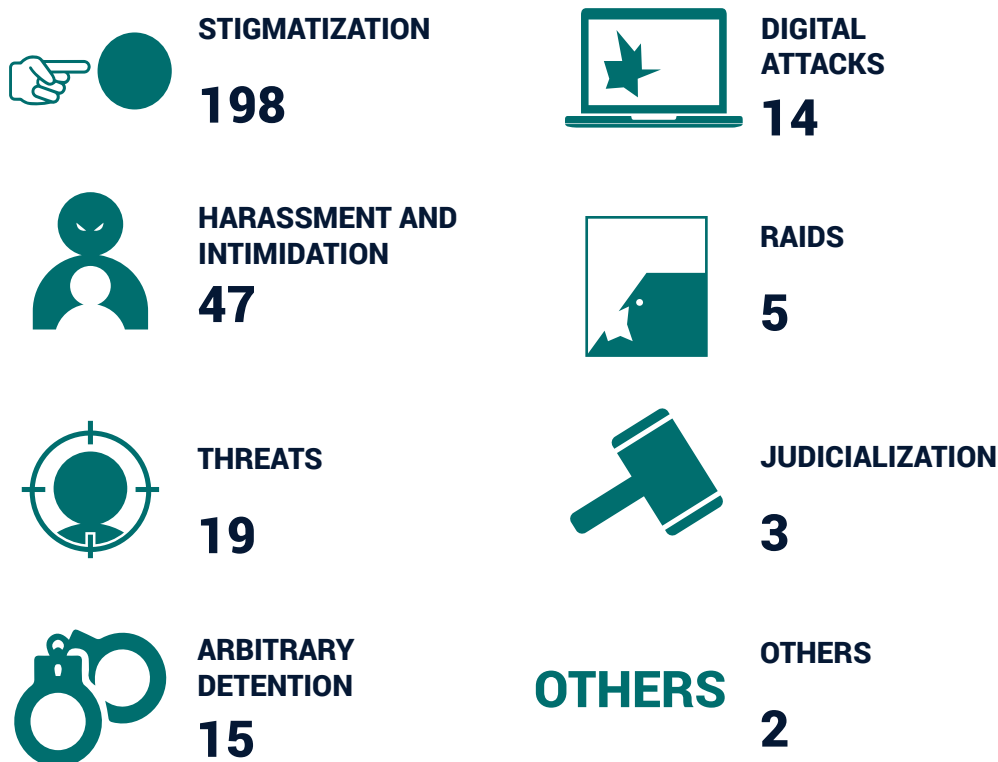 STIGMATIZATION
198
HARASSMENT AND
INTIMIDATION
47
THREATS
19
ARBITRARY
DETENTION
15
DIGITAL
ATTACKS
14
RAIDS
5
JUDICIALIZATION
3
OTHERS
OTHERS
2